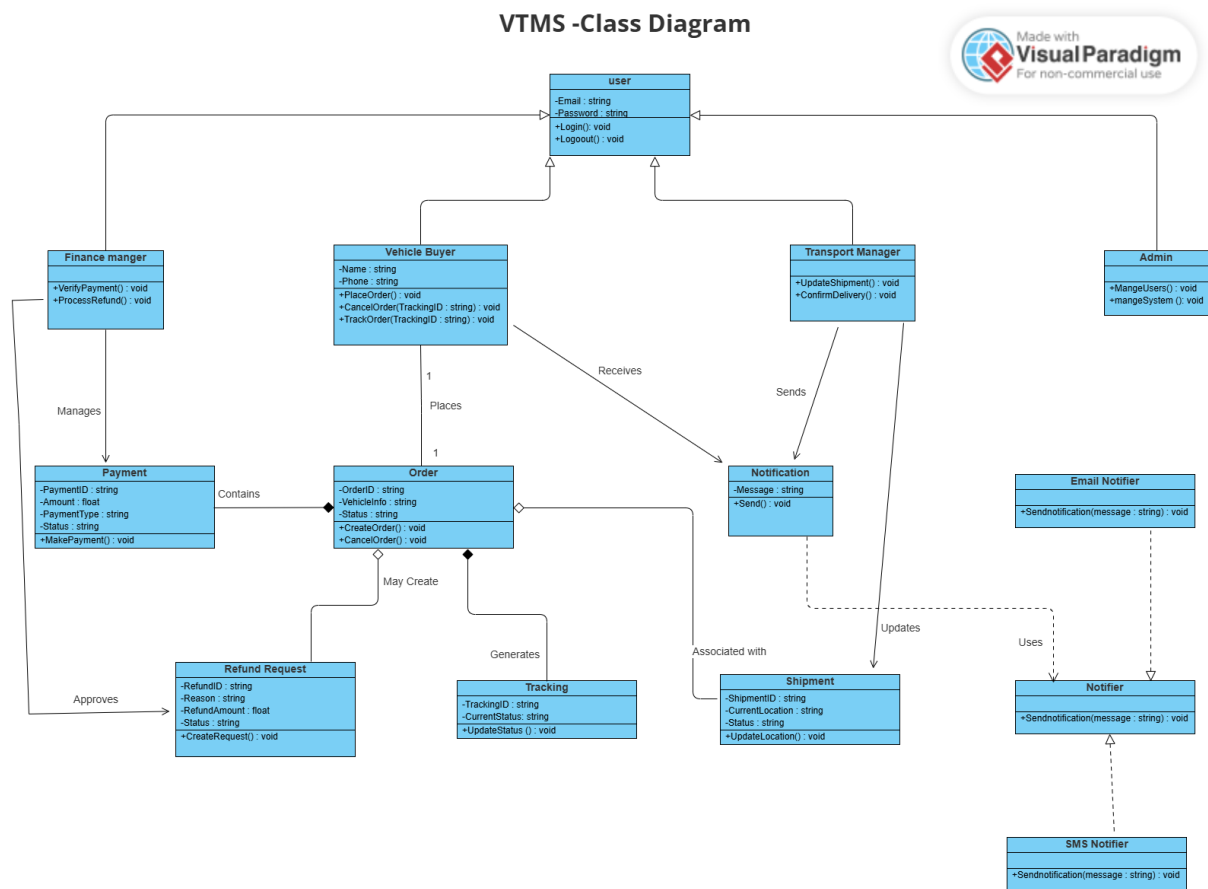 VTMS -Class Diagram
Made with
Visual Paradigm
For non-commercial use
user
-Email : string
-Password : string
+Login(): void
+Logoout() : void
Finance manger
+VerifyPayment() : void
+ProcessRefund() : void
Vehicle Buyer
-Name : string
-Phone : string
+PlaceOrder() : void
+CancelOrder(TrackingID : string) : void
+TrackOrder(TrackingID : string) : void
Transport Manager
+UpdateShipment() : void
+ConfirmDelivery() : void
Admin
+MangeUsers() : void
+mangeSystem (): void
Manages
1
Places
1
Receives
Sends
Payment
-PaymentID : string
-Amount : float
-PaymentType : string
-Status : string
+MakePayment() : void
Contains
Order
-OrderID : string
-VehicleInfo : string
-Status : string
+CreateOrder() : void
+CancelOrder() : void
Notification
-Message : string
+Send() : void
Email Notifier
+Sendnotification(message : string) : void
May Create
Generates
Associated with
Updates
Uses
Approves
Refund Request
-RefundID : string
-Reason : string
-RefundAmount : float
-Status : string
+CreateRequest() : void
Tracking
-TrackingID : string
-CurrentStatus: string
+UpdateStatus () : void
Shipment
-ShipmentID : string
-CurrentLocation : string
-Status : string
+UpdateLocation() : void
Notifier
+Sendnotification(message : string) : void
SMS Notifier
+Sendnotification(message : string) : void